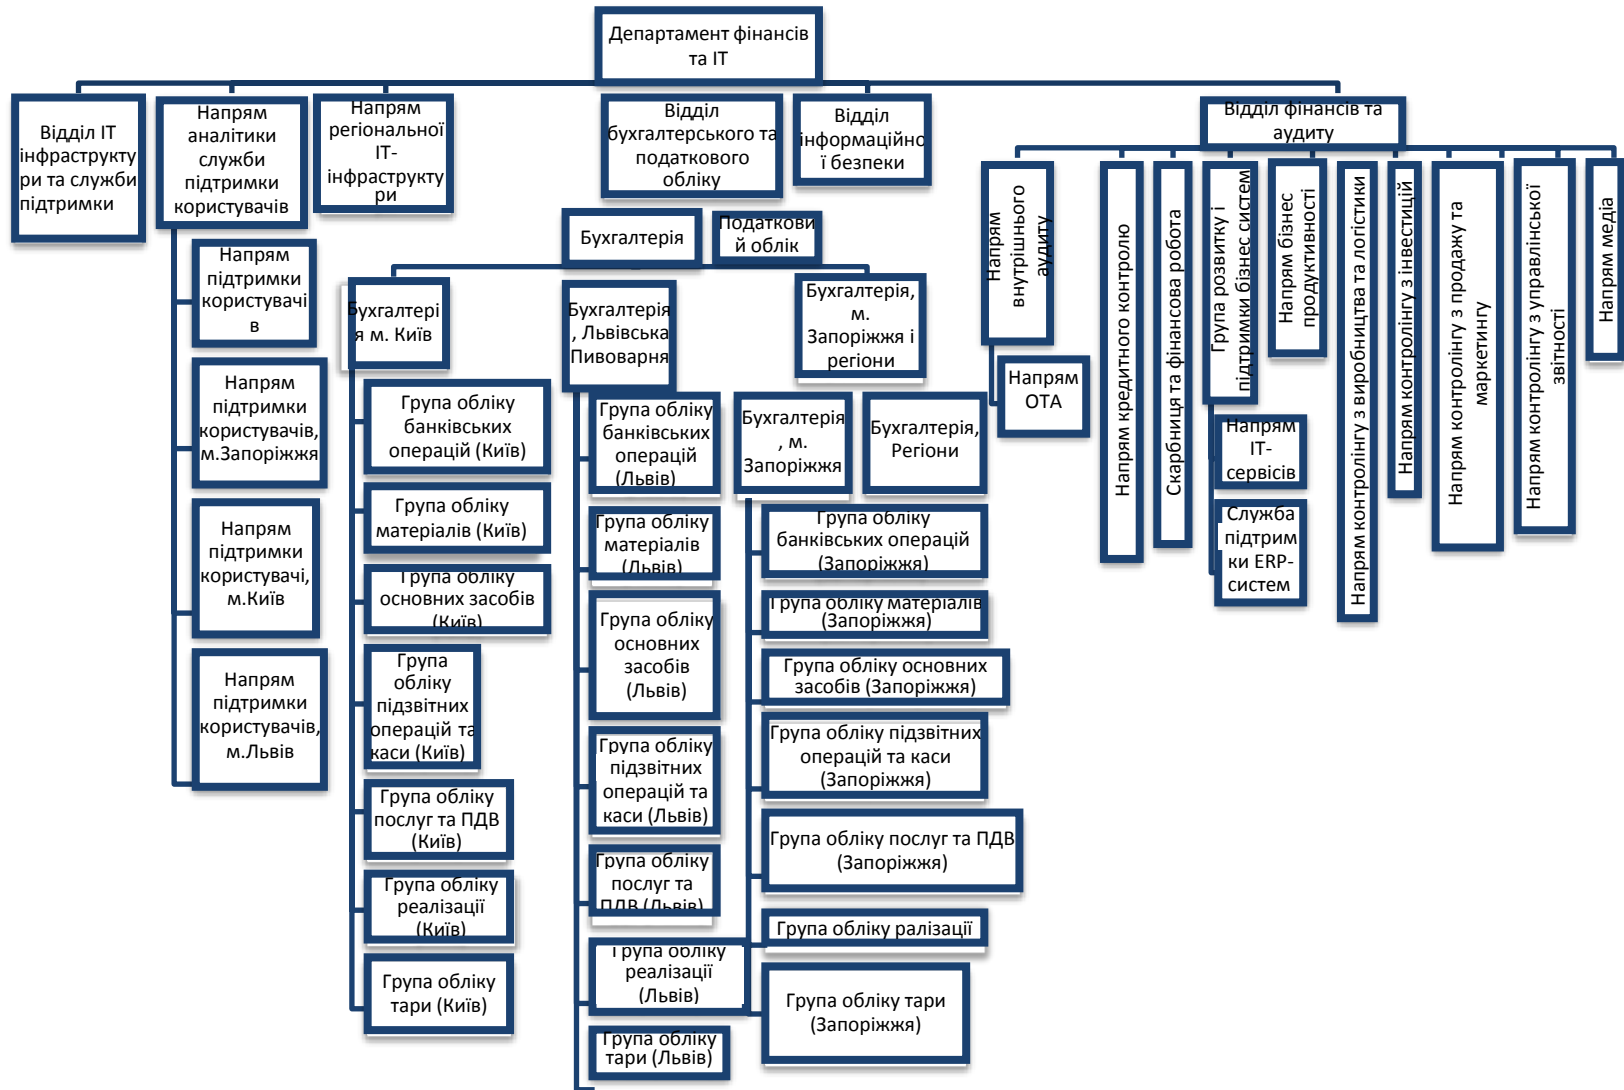 Департамент фінансів
та ІТ
Відділ ІТ
інфраструкту
ри та служби
підтримки
Напрям
аналітики
служби
підтримки
користувачів
Напрям
регіональної
ІТ-
інфраструкту
ри
Відділ
бухгалтерського та
податкового
обліку
Відділ
інформаційно
ї безпеки
Відділ фінансів та
аудиту
Напрям
підтримки
користувачі
в
Напрям
підтримки
користувачів,
м.Запоріжжя
Напрям
підтримки
користувачі,
м.Київ
Напрям
підтримки
користувачів,
м.Львів
Бухгалтерія
Податкови
й облік
Бухгалтері
я м. Київ
Група обліку
банківських
операцій (Київ)
Група обліку
матеріалів (Київ)
Група обліку
основних засобів
(Київ)
Група
обліку
підзвітних
операцій та
каси (Київ)
Група обліку
послуг та ПДВ
(Київ)
Група обліку
реалізації
(Київ)
Група обліку
тари (Київ)
Бухгалтерія
, Львівська
Пивоварня
Група обліку
банківських
операцій
(Львів)
Група обліку
матеріалів
(Львів)
Група обліку
основних
засобів
(Львів)
Група обліку
підзвітних
операцій та
каси (Львів)
Група обліку
послуг та
ПДВ (Львів)
Група обліку
реалізації
(Львів)
Група обліку
тари (Львів)
Бухгалтерія,
м.
Запоріжжя і
регіони
Бухгалтерія
, м.
Запоріжжя
Бухгалтерія,
Регіони
Група обліку
банківських операцій
(Запоріжжя)
Група обліку матеріалів
(Запоріжжя)
Група обліку основних
засобів (Запоріжжя)
Група обліку підзвітних
операцій та каси
(Запоріжжя)
Група обліку послуг та ПДВ
(Запоріжжя)
Група обліку ралізації
Група обліку тари
(Запоріжжя)
Напрям
внутрішнього
аудиту
Напрям
ОТА
Напрям кредитного контролю
Скарбниця та фінансова робота
Група розвитку і
підтримки бізнес систем
Напрям
ІТ-
сервісів
Служба
підтрим
ки ERP-
систем
Напрям бізнес
продуктивності
Напрям контролінгу з виробництва та логістики
Напрям контролінгу з інвестицій
Напрям контролінгу з продажу та
маркетингу
Напрям контролінгу з управлінської
звітності
Напрям медіа